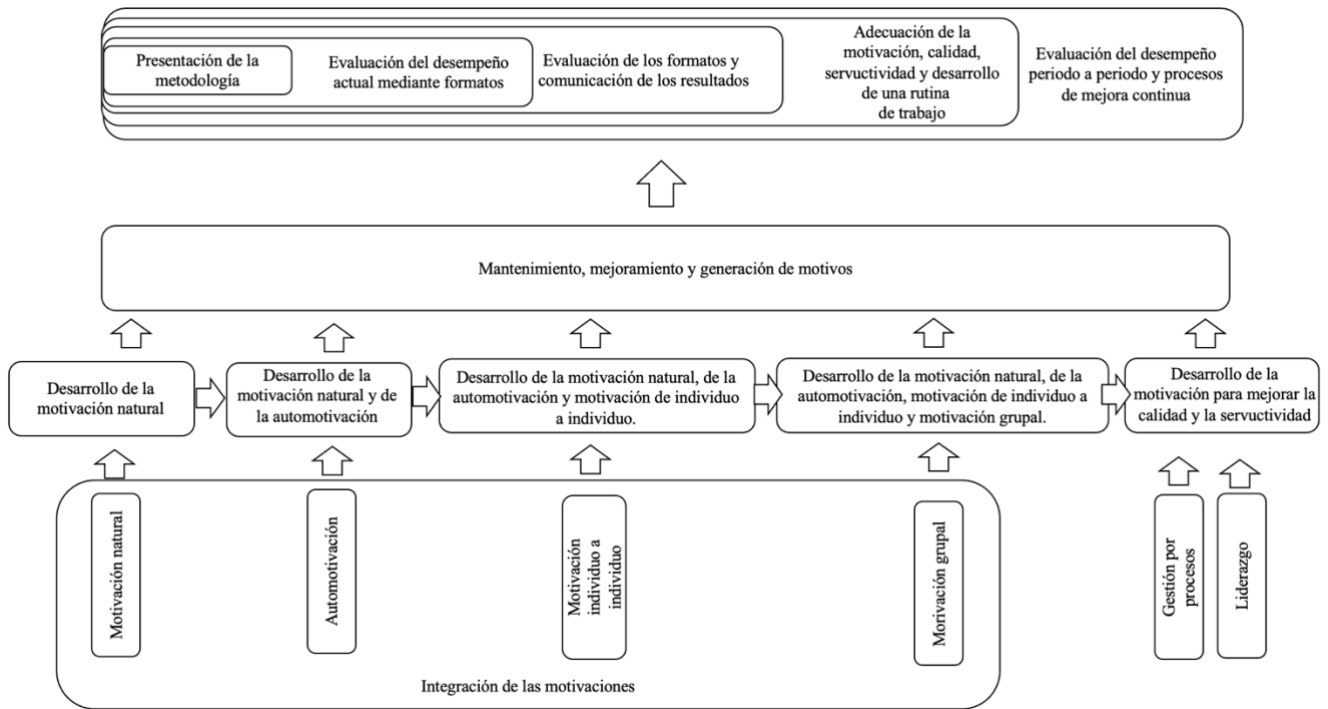 Presentación de la
metodología
Evaluación del desempeño
actual mediante formatos
Evaluación de los formatos y
comunicación de los resultados
Adecuación de la
motivación, calidad,
servuctividad y desarrollo
de una rutina
de trabajo
Evaluación del desempeño
periodo a periodo y procesos
de mejora continua
Mantenimiento, mejoramiento y generación de motivos
Desarrollo de la
motivación natural
Desarrollo de la
motivación natural y de
la automotivación
Desarrollo de la motivación natural, de la
automotivación y motivación de individuo
a individuo.
Desarrollo de la motivación natural, de la
automotivación, motivación de individuo a
individuo y motivación grupal.
Desarrollo de la
motivación para mejorar la
calidad y la servuctividad
Motivación natural
Automotivación
Motivación
individuo a
individuo
Morivación grupal
Gestión por
procesos
Liderazgo
Integración de las motivaciones